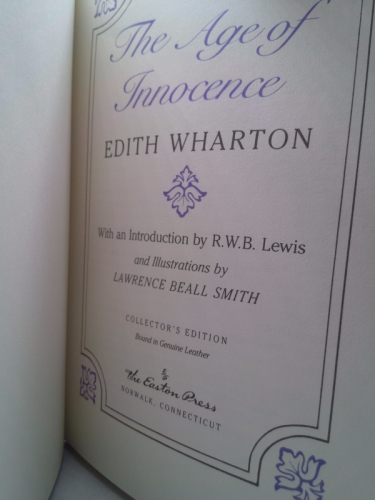 The Age of
Innocence
EDITH WHARTON
With an Introduction by R.W.B. Lewis
and Illustrations by
LAWRENCE BEALL SMITH
COLLECTOR'S EDITION
Bound in Genuine Leather
The Easton Press
NORWALK, CONNECTICUT